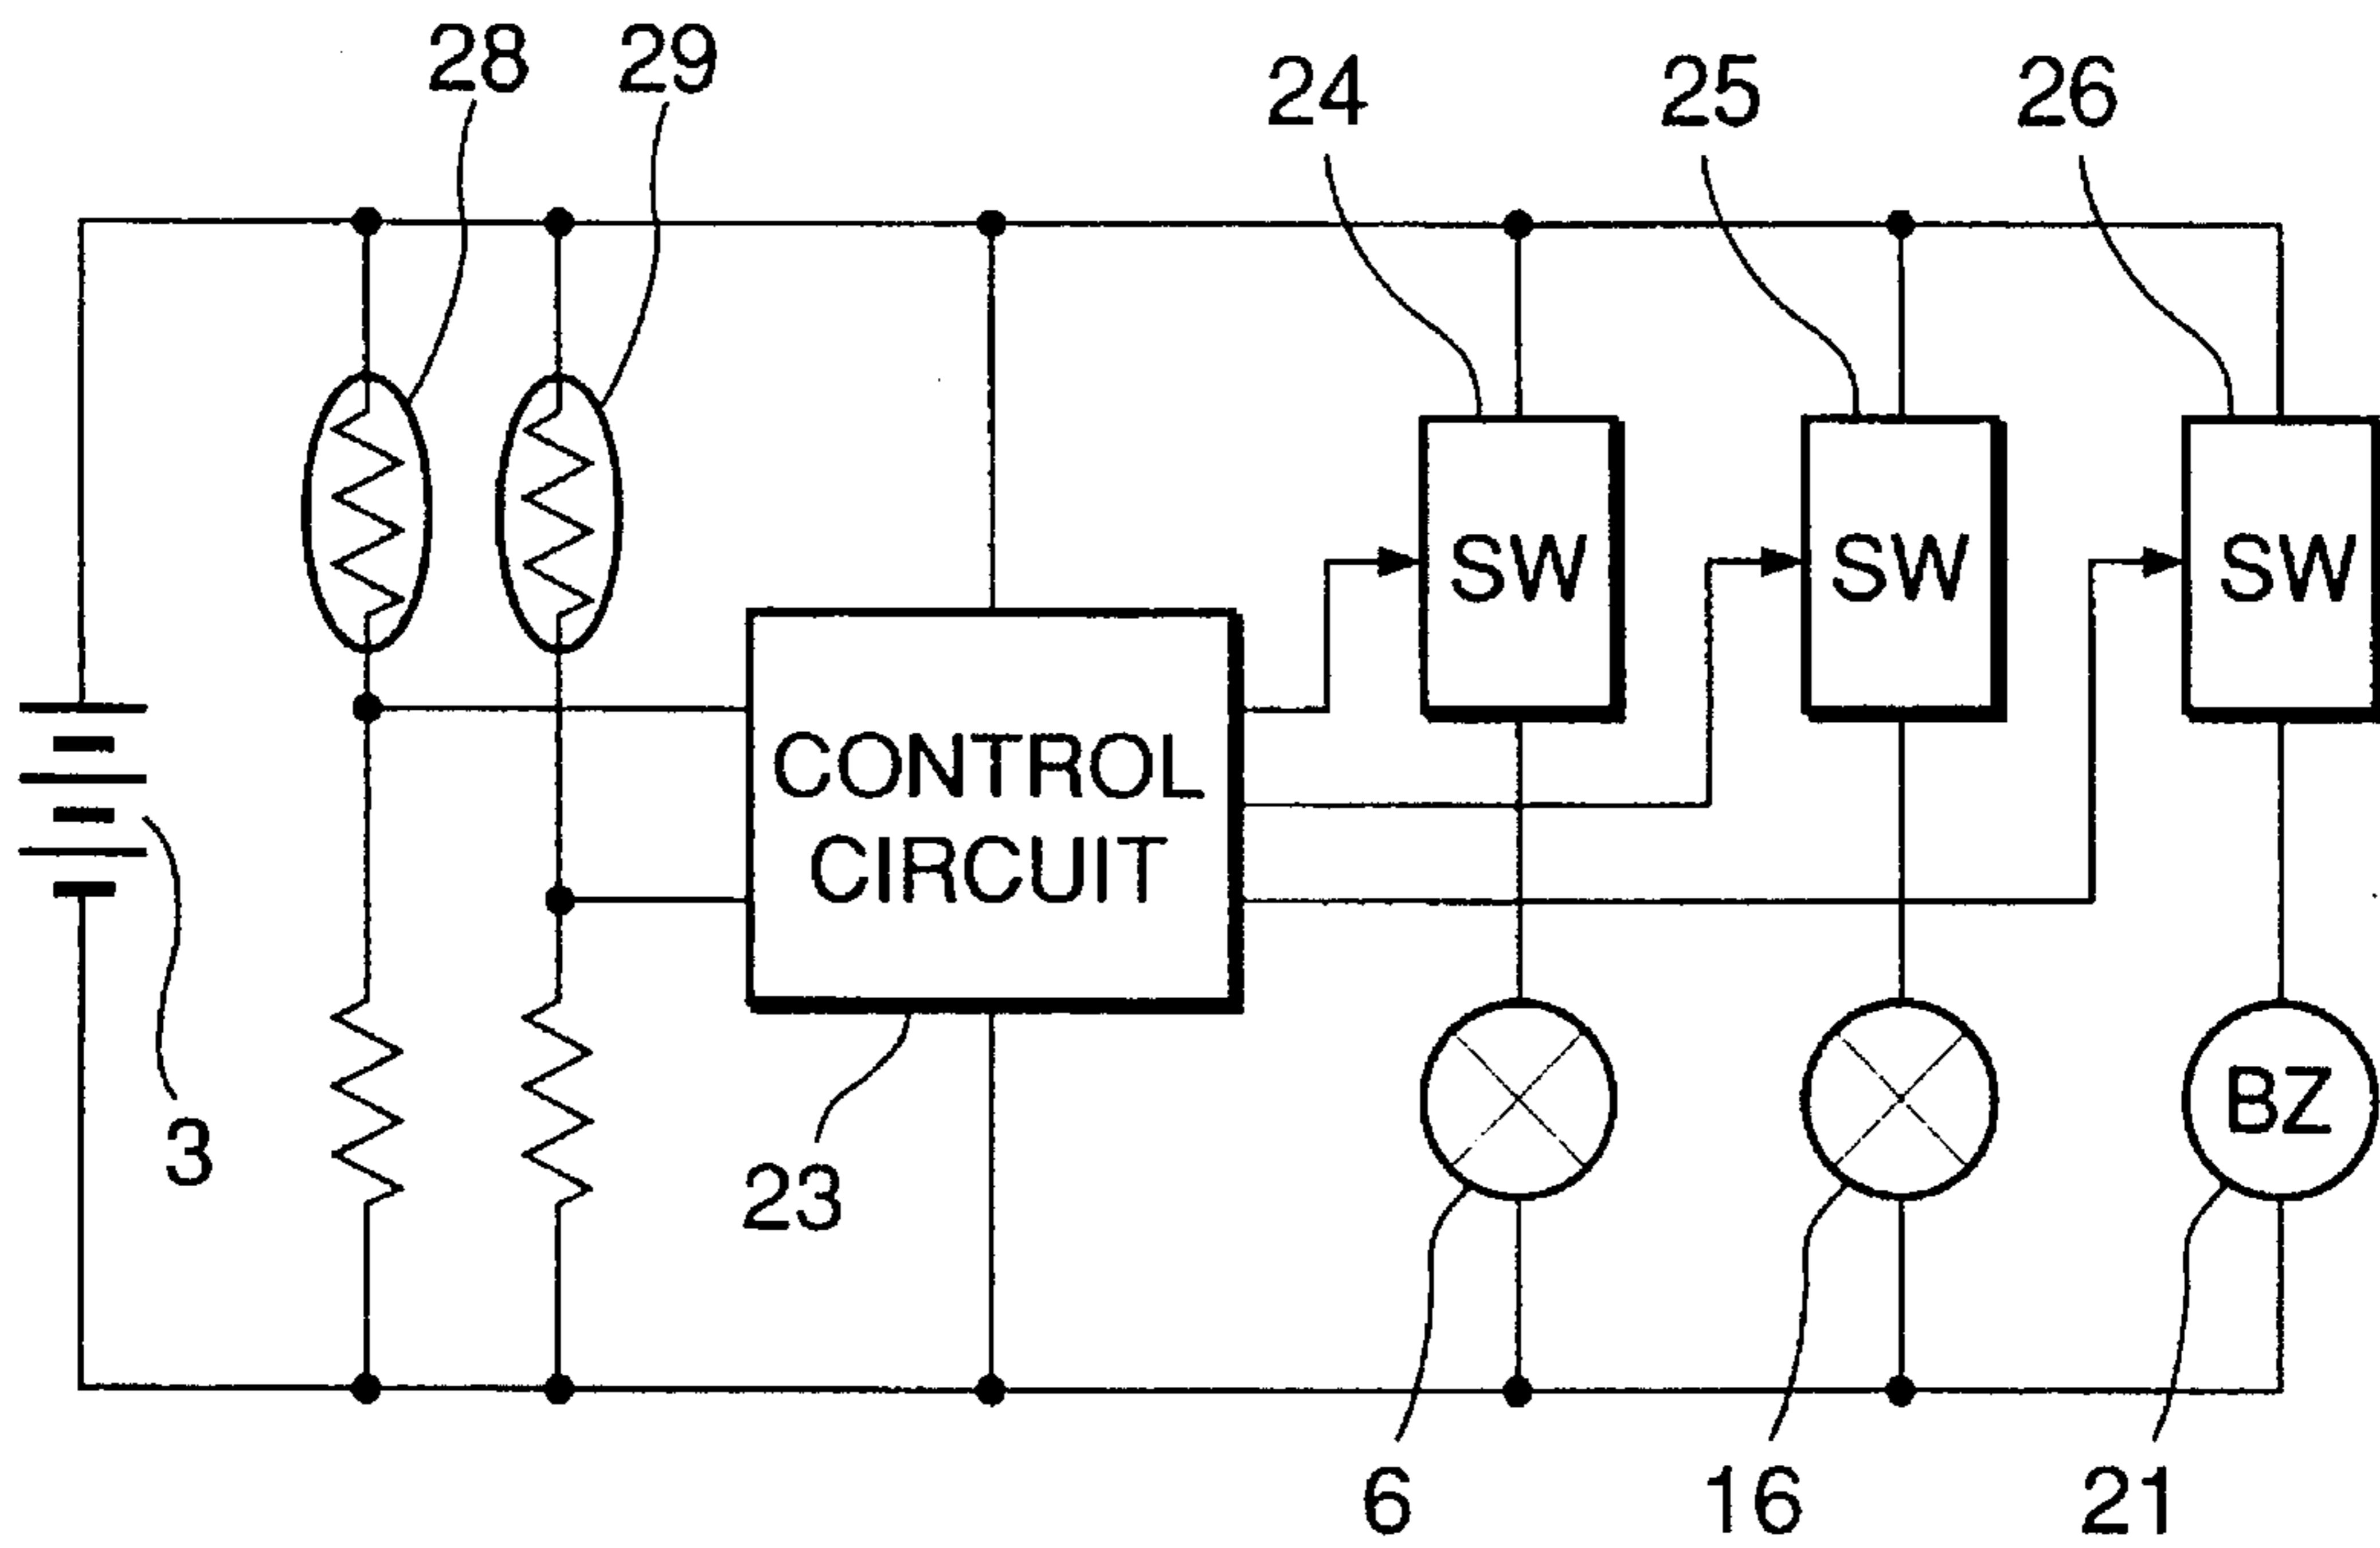 28 29 24 25 26
SW SW SW
CONTROL
CIRCUIT
BZ
3 23
6 16 21